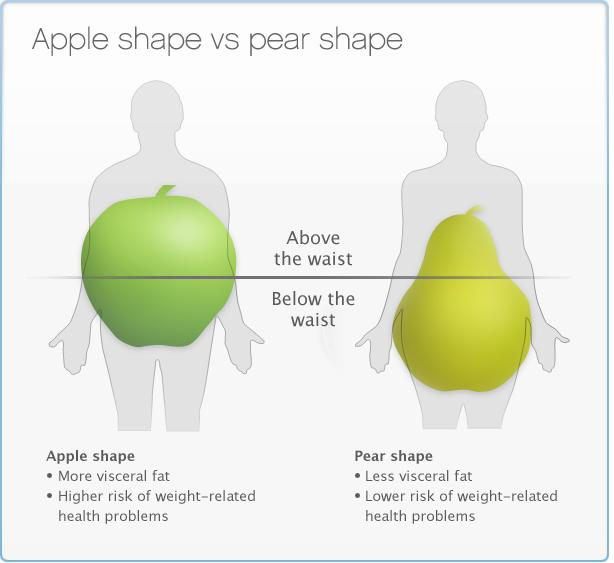 Apple shape vs pear shape
Above
the waist
Below the
waist
Apple shape
• More visceral fat
• Higher risk of weight-related
health problems
Pear shape
• Less visceral fat
• Lower risk of weight-related
health problems